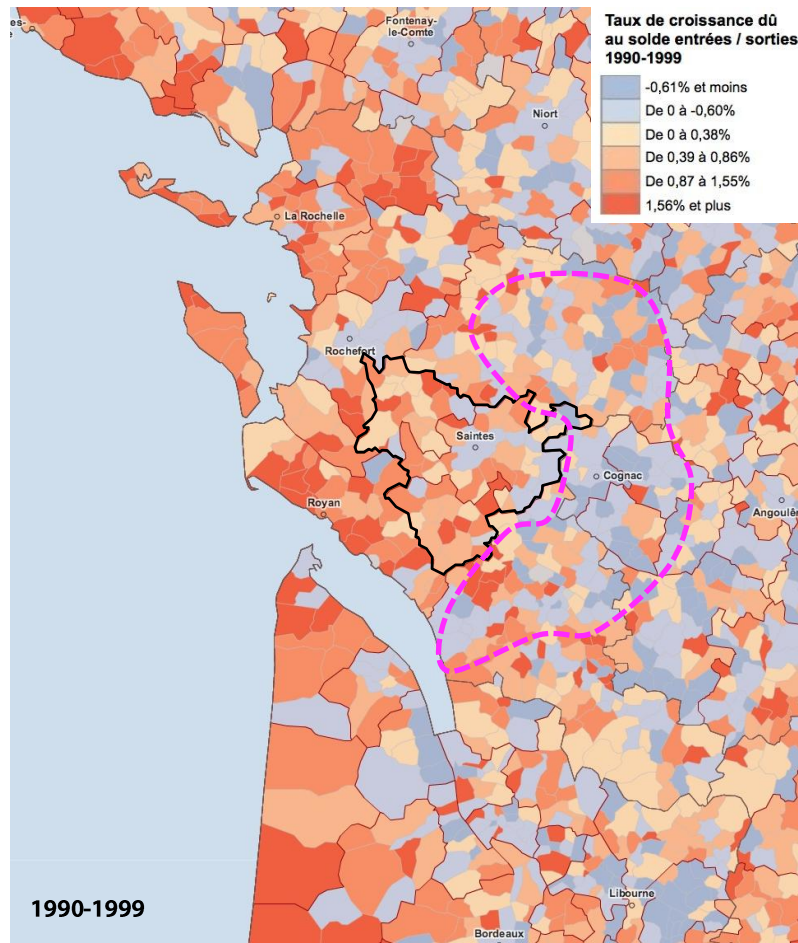 Taux de croissance dû
au solde entrées / sorties
1990-1999
-0,61% et moins
De 0 à -0,60%
De 0 à 0,38%
De 0,39 à 0,86%
De 0,87 à 1,55%
1,56% et plus
Fontenay-
le-Comte
Niort
La Rochelle
Rochefort
Saintes
Cognac
Royan
Angoulêm
Libourne
Bordeaux
1990-1999